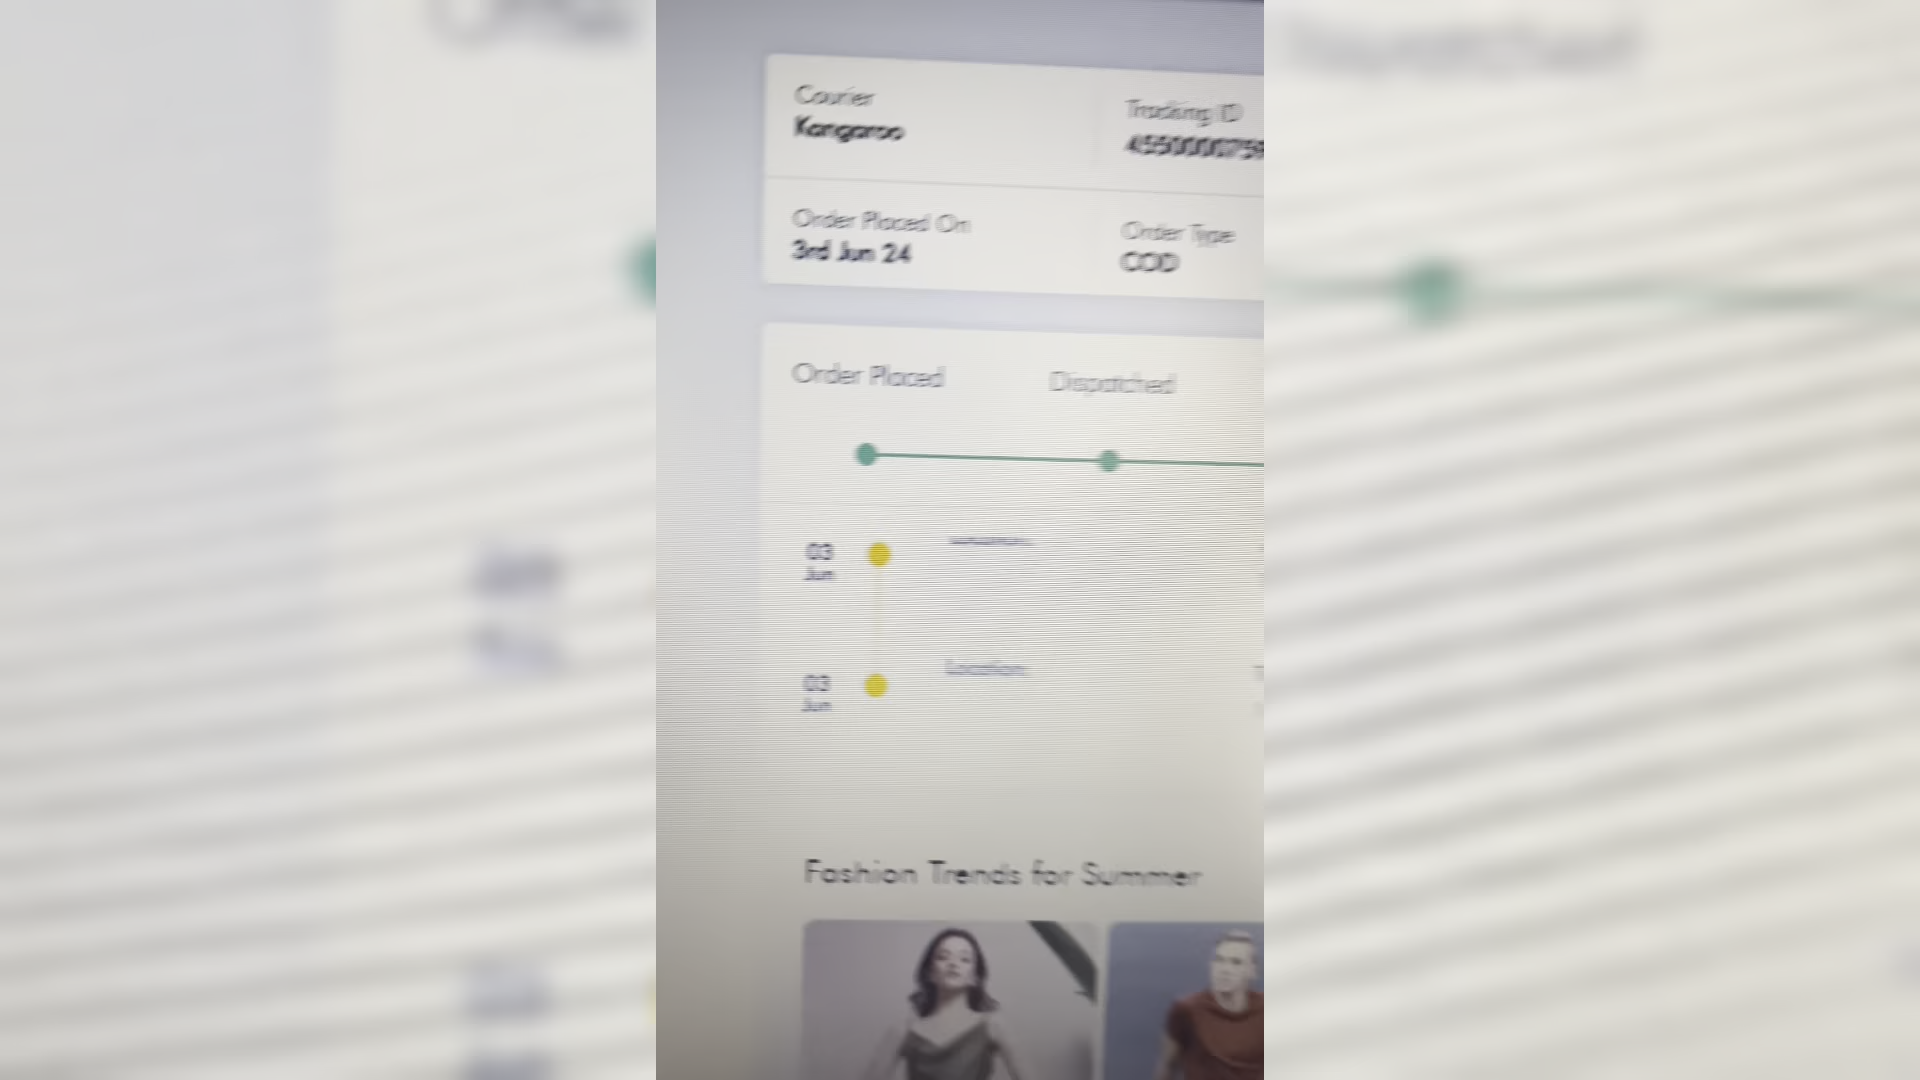 Courier
Kangaroo
Tracking ID
Order Placed On
3rd Jun 24
Order Type
COD
Order Placed
Dispatched
03
Jun
Location:
03
Jun
Fashion Trends for Summer